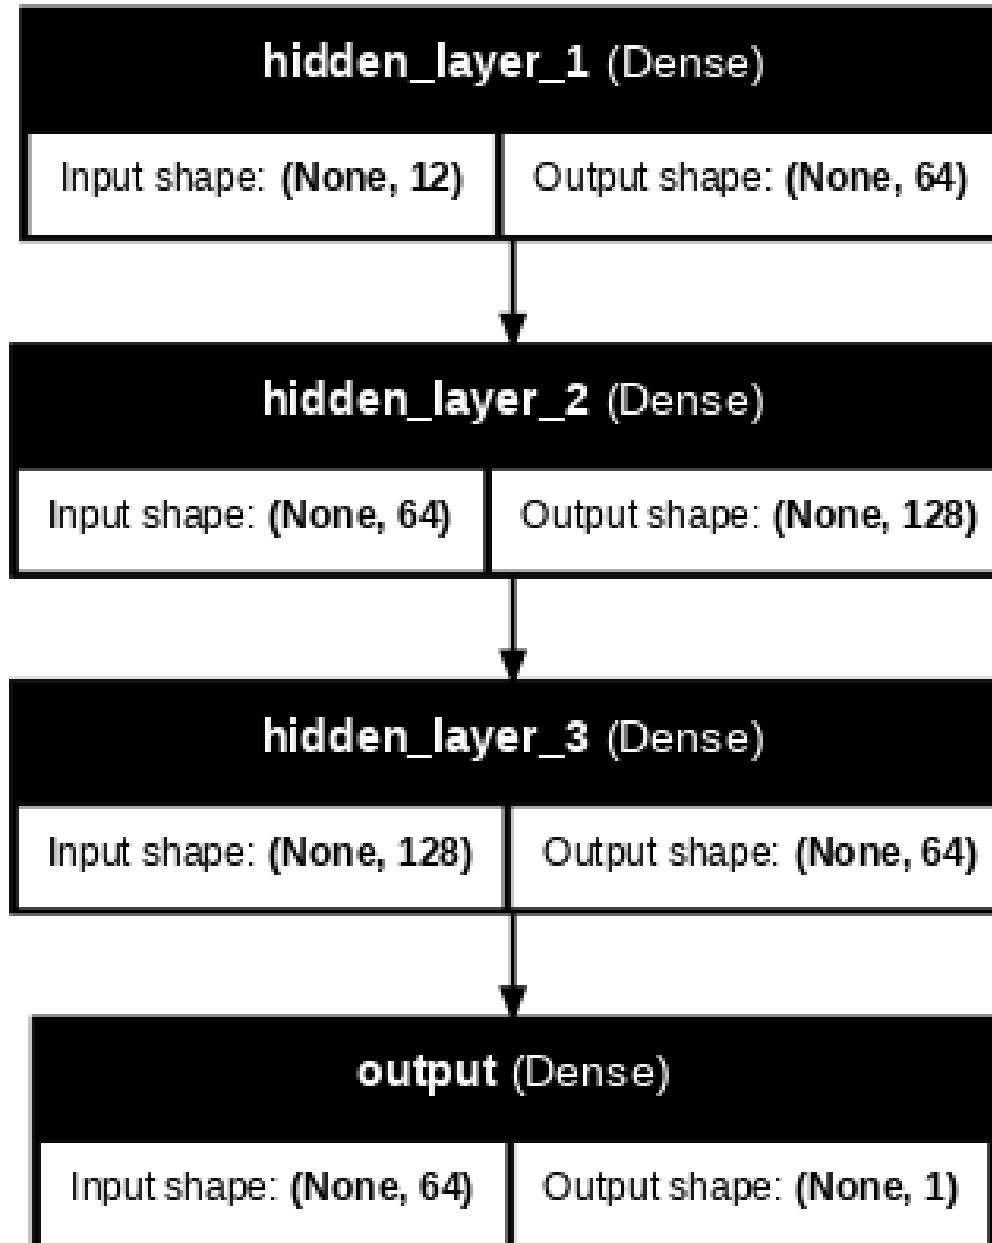 hidden_layer_1 (Dense)
Input shape: (None, 12) Output shape: (None, 64)
hidden_layer_2 (Dense)
Input shape: (None, 64) Output shape: (None, 128)
hidden_layer_3 (Dense)
Input shape: (None, 128) Output shape: (None, 64)
output (Dense)
Input shape: (None, 64) Output shape: (None, 1)